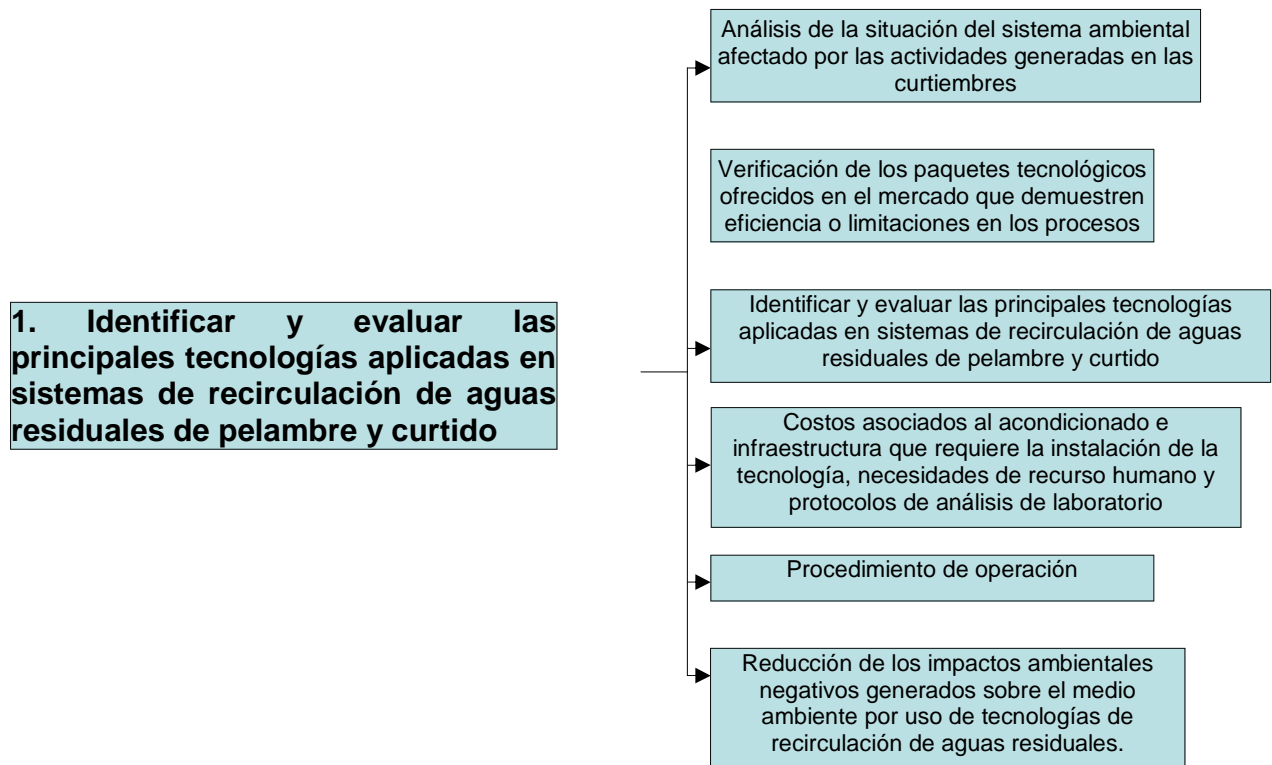 Análisis de la situación del sistema ambiental
afectado por las actividades generadas en las
curtiembres
Verificación de los paquetes tecnológicos
ofrecidos en el mercado que demuestren
eficiencia o limitaciones en los procesos
1. Identificar y evaluar las
principales tecnologías aplicadas en
sistemas de recirculación de aguas
residuales de pelambre y curtido
Identificar y evaluar las principales tecnologías
aplicadas en sistemas de recirculación de aguas
residuales de pelambre y curtido
Costos asociados al acondicionado e
infraestructura que requiere la instalación de la
tecnología, necesidades de recurso humano y
protocolos de análisis de laboratorio
Procedimiento de operación
Reducción de los impactos ambientales
negativos generados sobre el medio
ambiente por uso de tecnologías de
recirculación de aguas residuales.